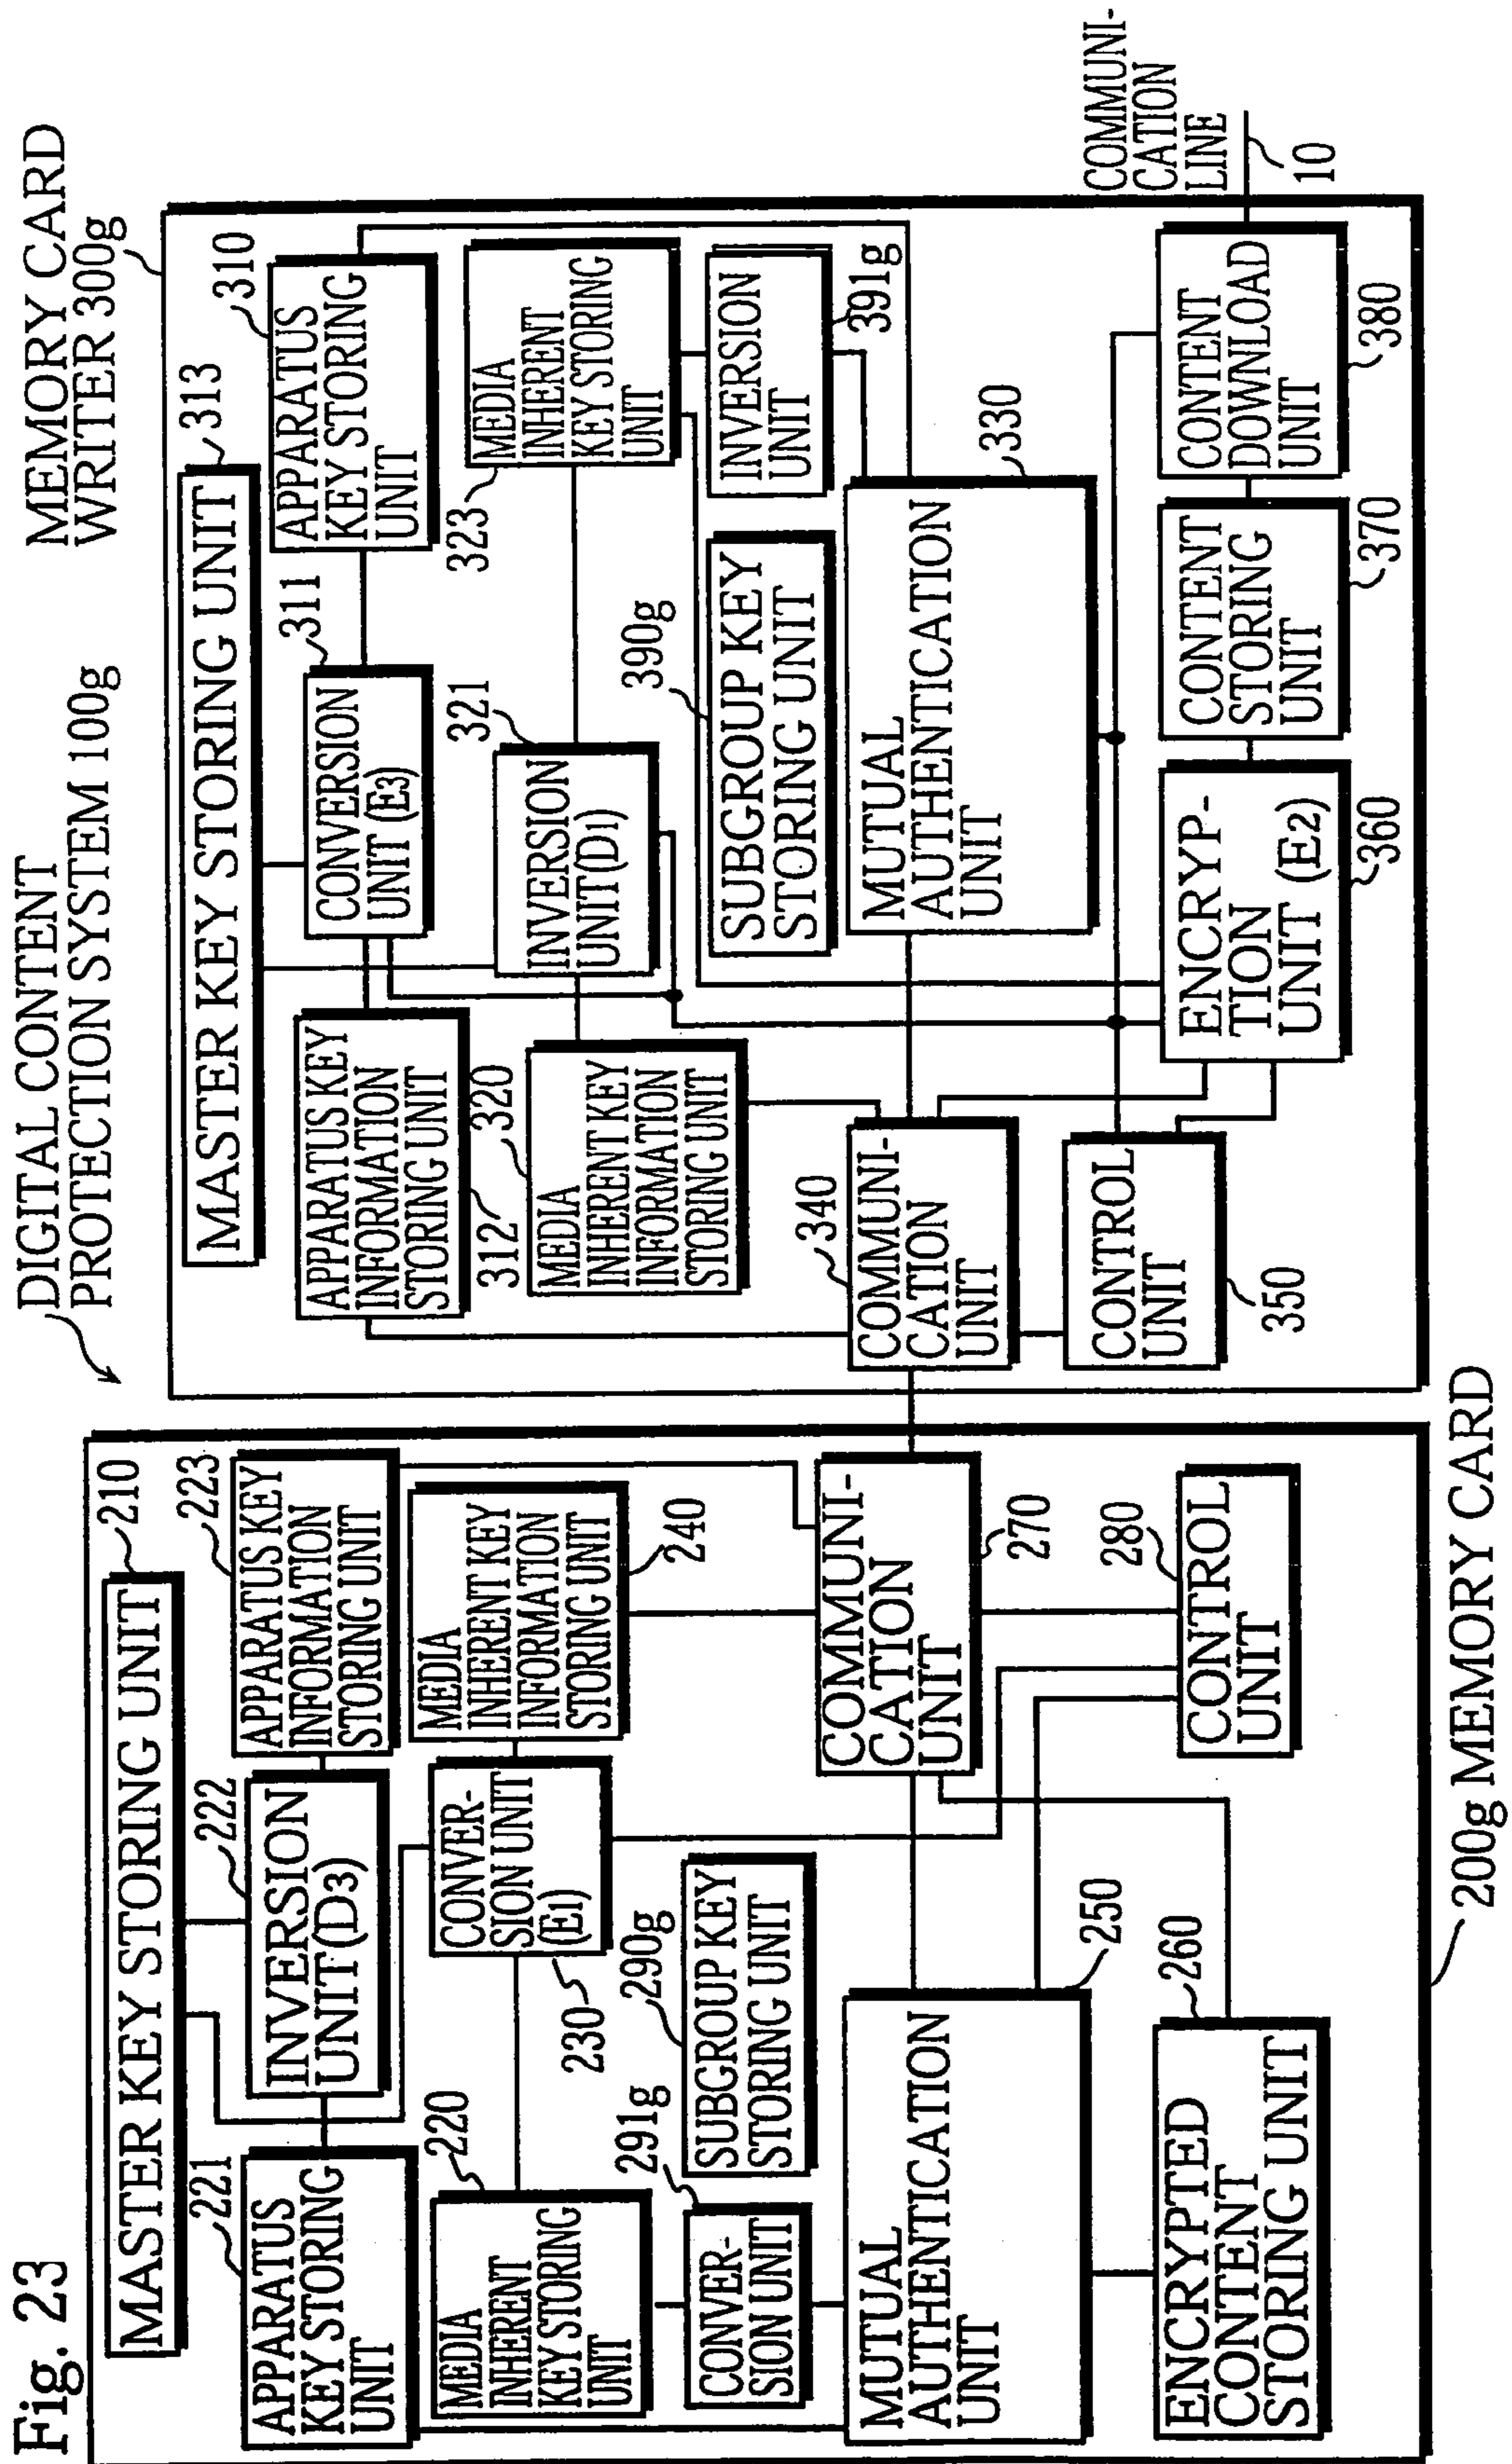 Fig. 23
DIGITAL CONTENT
PROTECTION SYSTEM 100g
MASTER KEY STORING UNIT
210
221
APPARATUS
KEY STORING
UNIT
222
INVERSION
UNIT (D3)
223
APPARATUS KEY
INFORMATION
STORING UNIT
220
MEDIA
INHERENT
KEY STORING
UNIT
230
CONVER-
SION UNIT
(E1)
MEDIA
INHERENT KEY
INFORMATION
STORING UNIT
240
291g
CONVER-
SION UNIT
290g
SUBGROUP KEY
STORING UNIT
MUTUAL
AUTHENTICATION
UNIT
250
COMMUNI-
CATION
UNIT
270
260
ENCRYPTED
CONTENT
STORING UNIT
280
CONTROL
UNIT
200g MEMORY CARD
MEMORY CARD
WRITER 300g
MASTER KEY STORING UNIT
313
APPARATUS KEY
INFORMATION
STORING UNIT
312
311
CONVERSION
UNIT (E3)
310
APPARATUS
KEY STORING
UNIT
320
MEDIA
INHERENT KEY
INFORMATION
STORING UNIT
321
INVERSION
UNIT (D1)
323
MEDIA
INHERENT
KEY STORING
UNIT
390g
SUBGROUP KEY
STORING UNIT
INVERSION
UNIT
391g
340
COMMUNI-
CATION
UNIT
MUTUAL
AUTHENTICATION
UNIT
330
CONTROL
UNIT
350
ENCRYP-
TION
UNIT (E2)
360
CONTENT
STORING
UNIT
370
CONTENT
DOWNLOAD
UNIT
380
COMMUNI-
CATION
LINE
10